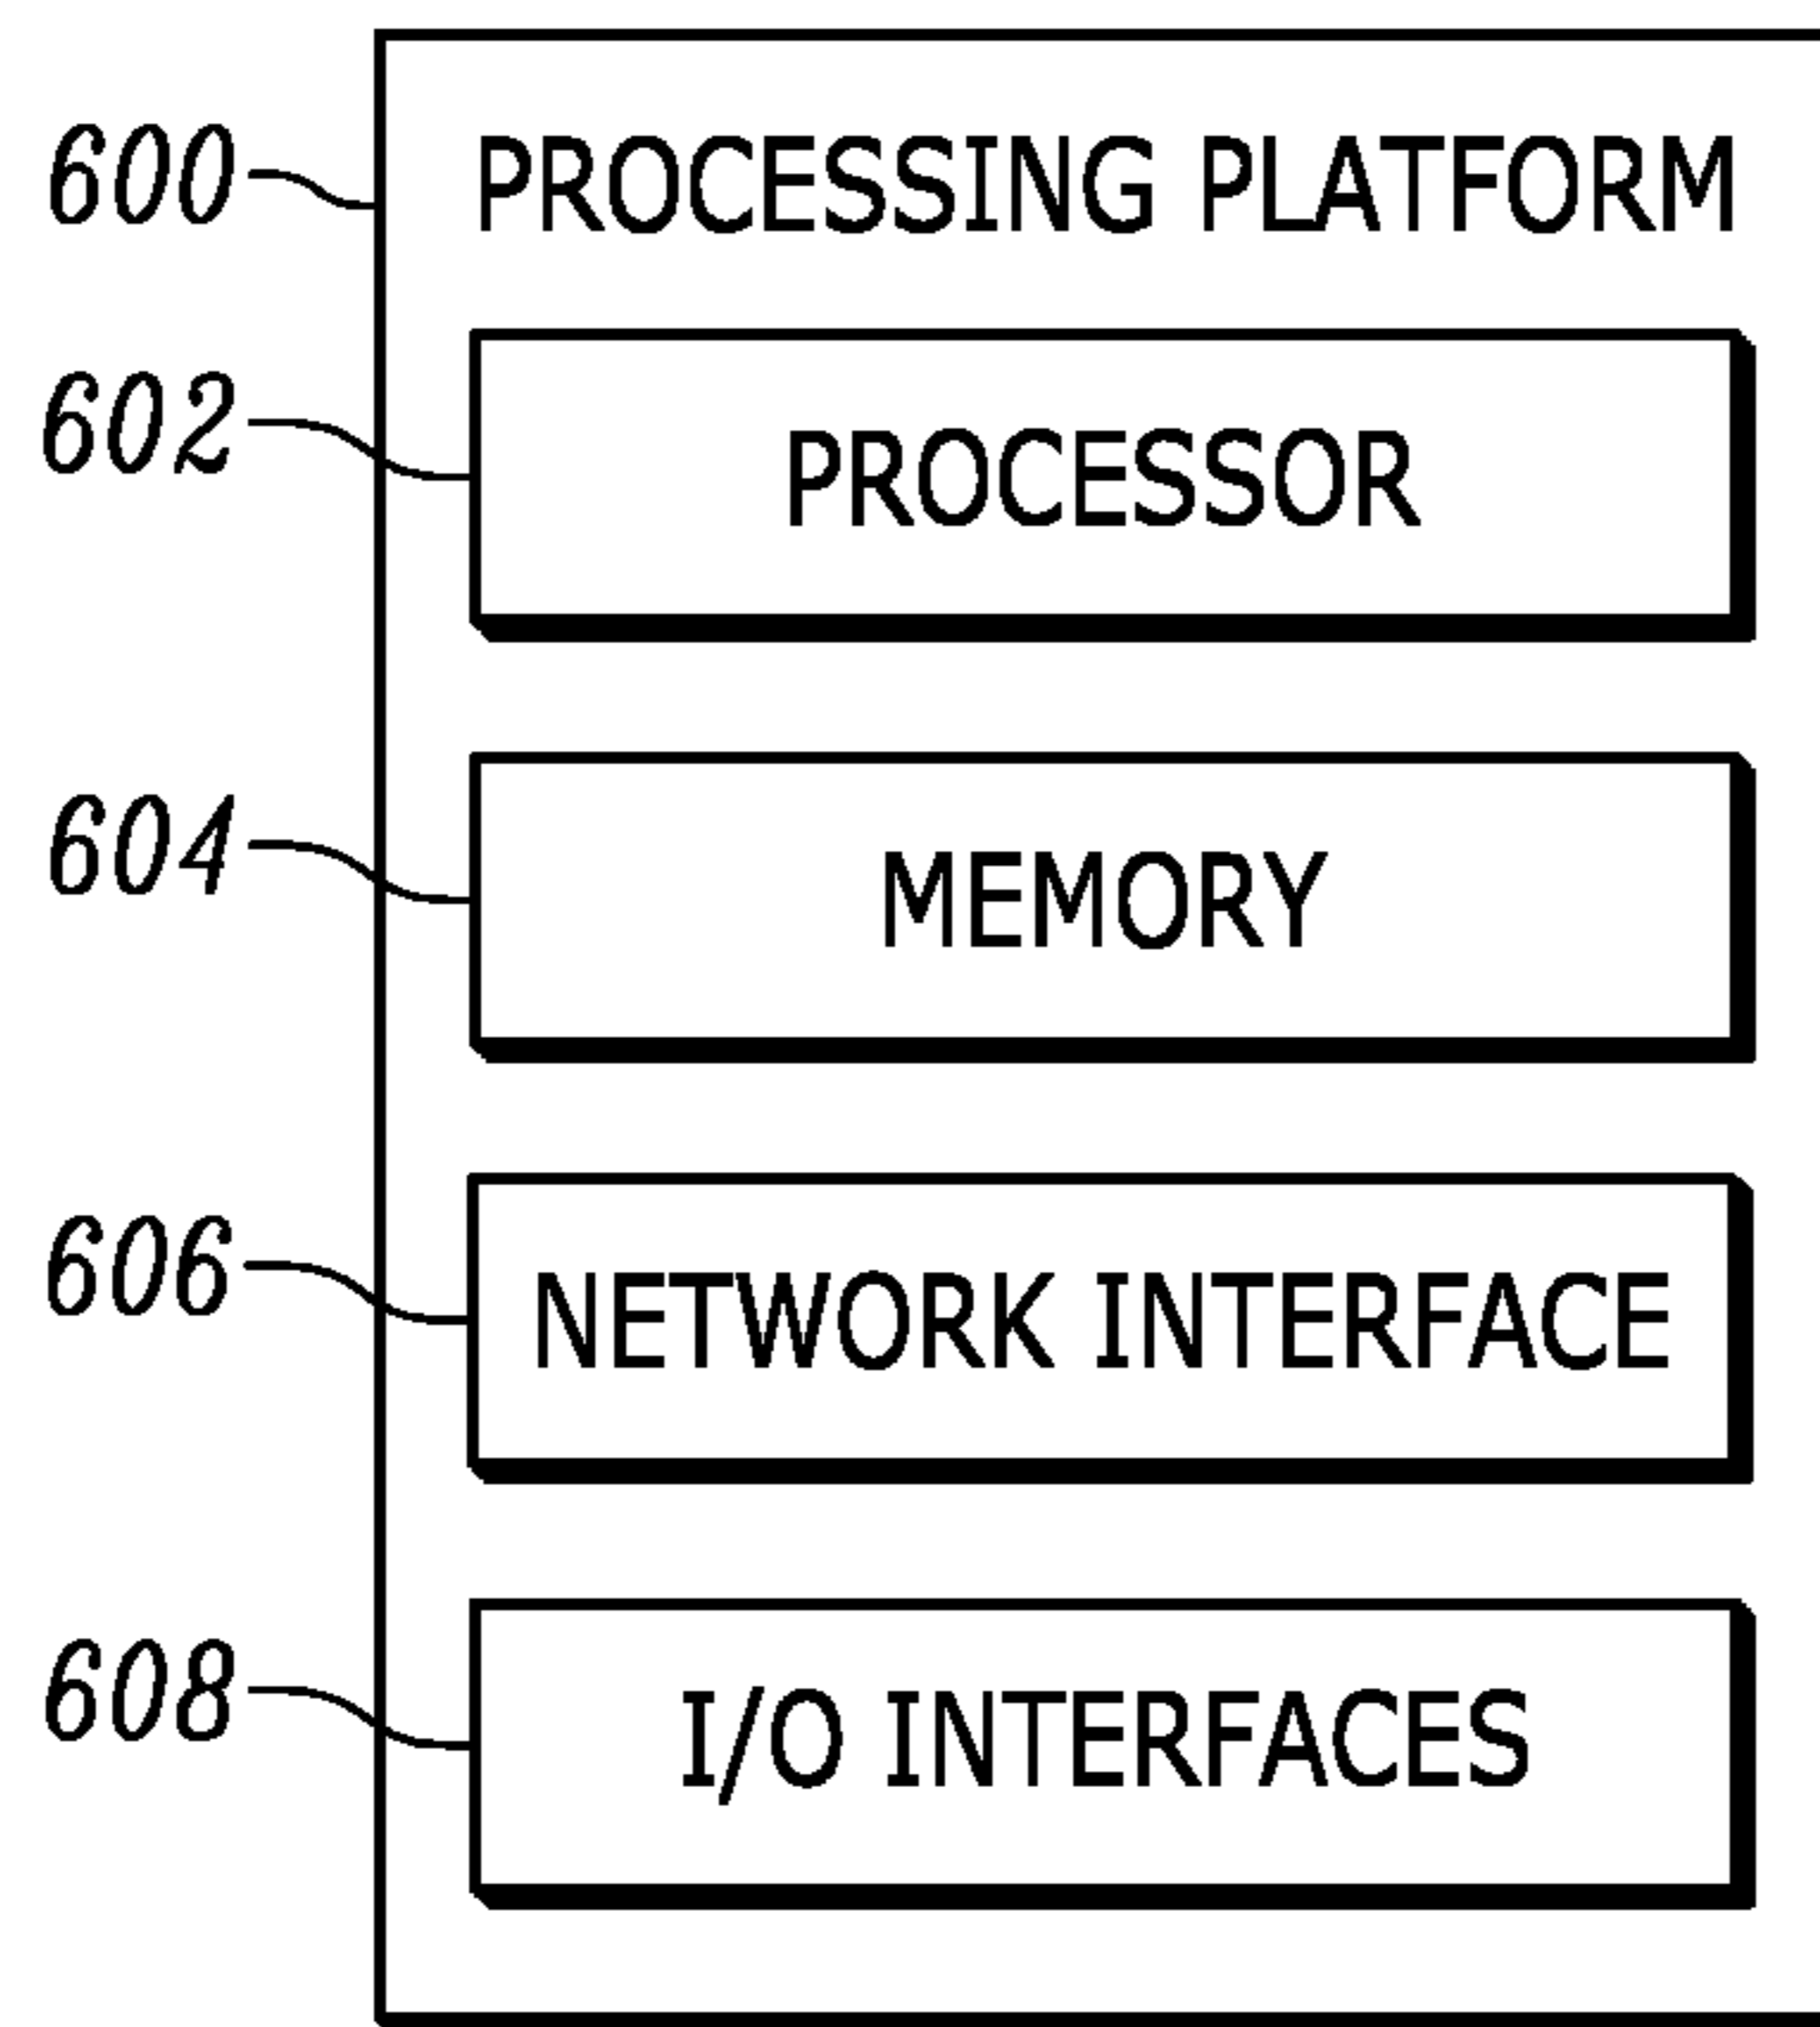 600 PROCESSING PLATFORM
602 PROCESSOR
604 MEMORY
606 NETWORK INTERFACE
608 I/O INTERFACES